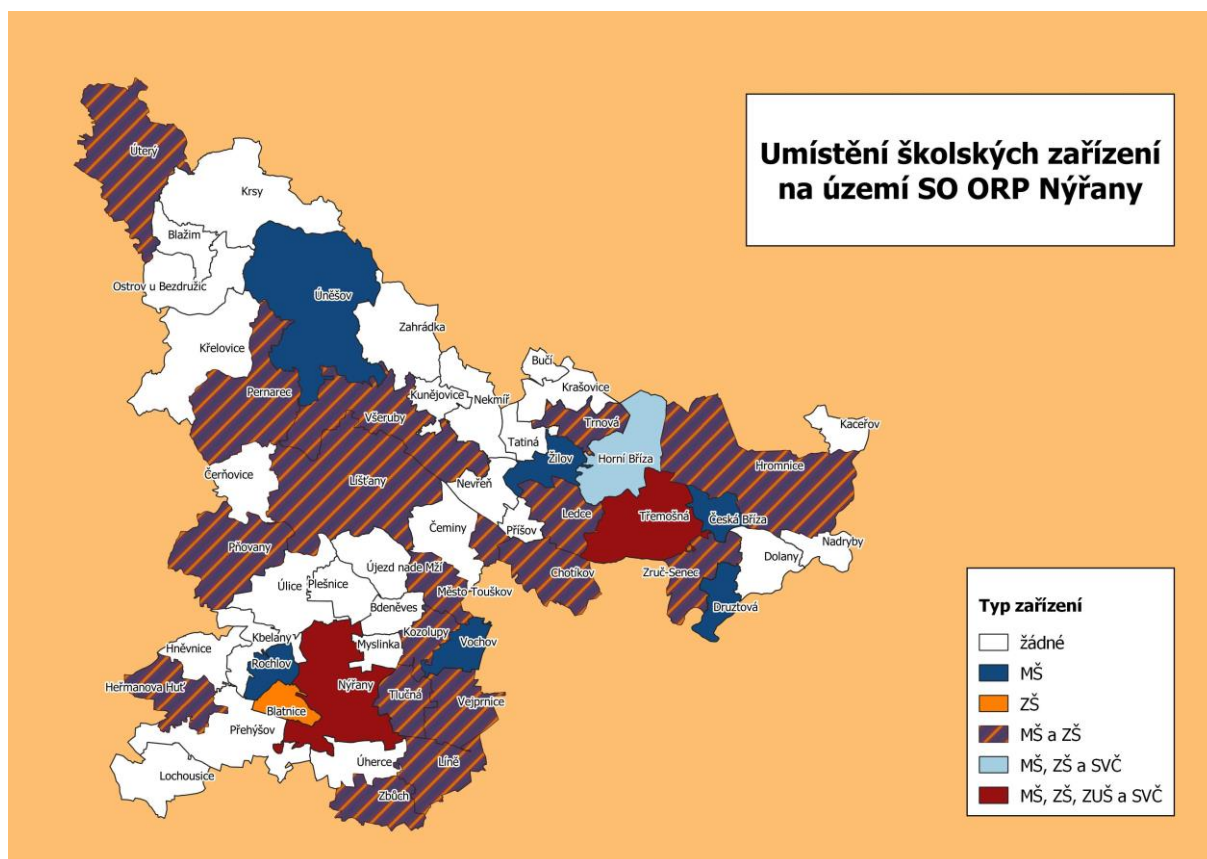 Umístění školských zařízení
na území SO ORP Nýřany
Úterý
Krsy
Blažim
Ostrov u Bezdružic
Úněšov
Zahrádka
Křelovice
Bučí
Krašovice
Pernarec
Kunějovice
Nekmíř
Všeruby
Trnová
Kaceřov
Tatiná
Žilov
Horní Bříza
Hromnice
Čerňovice
Líšťany
Nevřeň
Ledce
Třemošná
Česká Bříza
Čeminy
Příšov
Nadryby
Dolany
Pňovany
Chotíkov
Zruč-Senec
Újezd nade Mží
Úlice
Plešnice
Město-Touškov
Druztová
Bdeněves
Kozolupy
Kbelany
Myslinka
Vochov
Hněvnice
Rochlov
Heřmanova Huť
Nýřany
Tlučná
Vejprnice
Blatnice
Přehýšov
Úherce
Líně
Lochousice
Zbůch
Typ zařízení
žádné
MŠ
ZŠ
MŠ a ZŠ
MŠ, ZŠ a SVČ
MŠ, ZŠ, ZUŠ a SVČ